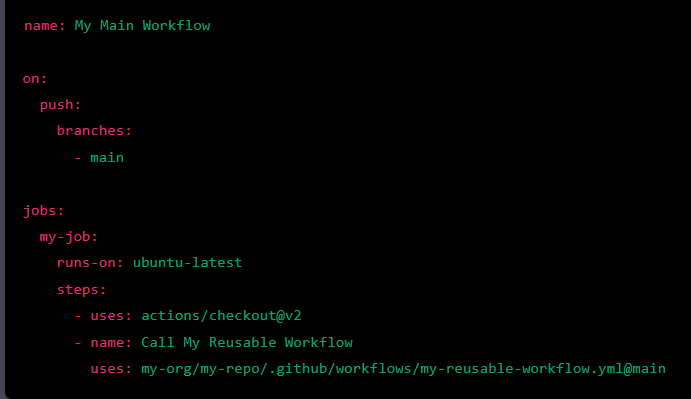 name: My Main Workflow
on:
push:
branches:
- main
jobs:
my-job:
runs-on: ubuntu-latest
steps:
- uses: actions/checkout@v2
- name: Call My Reusable Workflow
uses: my-org/my-repo/.github/workflows/my-reusable-workflow.yml@main